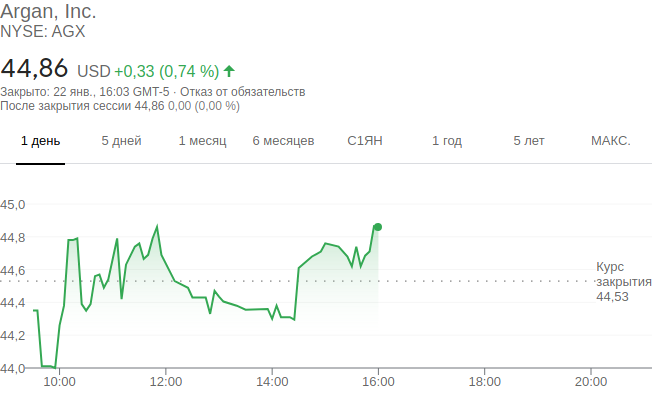 Argan, Inc.
NYSE: AGX
44,86 USD +0,33 (0,74 %)
Закрыто: 22 янв., 16:03 GMT-5 · Отказ от обязательств
После закрытия сессии 44,86 0,00 (0,00 %)
1 день 5 дней 1 месяц 6 месяцев С1ЯН 1 год 5 лет МАКС.
45,0
44,8
44,6
44,4
44,2
44,0
Курс
закрытия
44,53
10:00 12:00 14:00 16:00 18:00 20:00